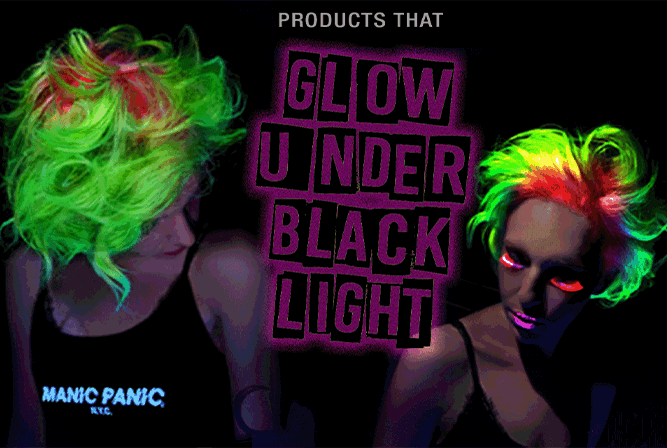 PRODUCTS THAT
GLOW
UNDER
BLACK
LIGHT
MANIC PANIC
N.Y.C.